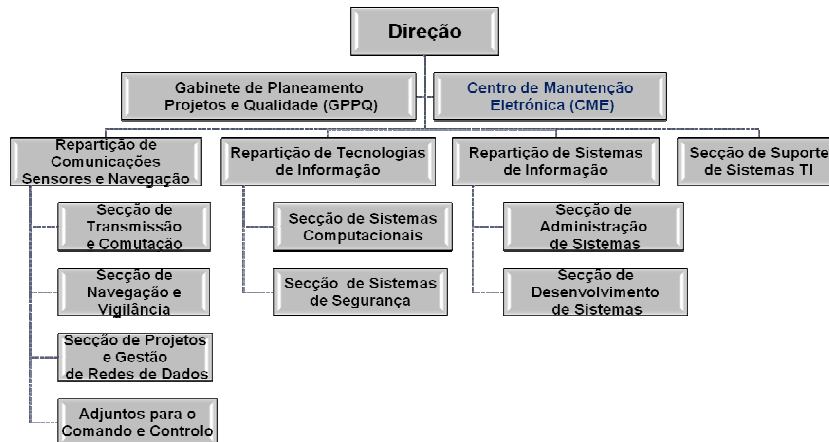 Direção
Gabinete de Planeamento
Projetos e Qualidade (GPPQ)
Centro de Manutenção
Eletrónica (CME)
Repartição de
Comunicações
Sensores e Navegação
Repartição de Tecnologias
de Informação
Repartição de Sistemas
de Informação
Secção de Suporte
de Sistemas TI
Secção de
Transmissão
e Comutação
Secção de Sistemas
Computacionais
Secção de
Administração
de Sistemas
Secção de
Navegação e
Vigilância
Secção de Sistemas
de Segurança
Secção de
Desenvolvimento
de Sistemas
Secção de Projetos
e Gestão
de Redes de Dados
Adjuntos para o
Comando e Controlo